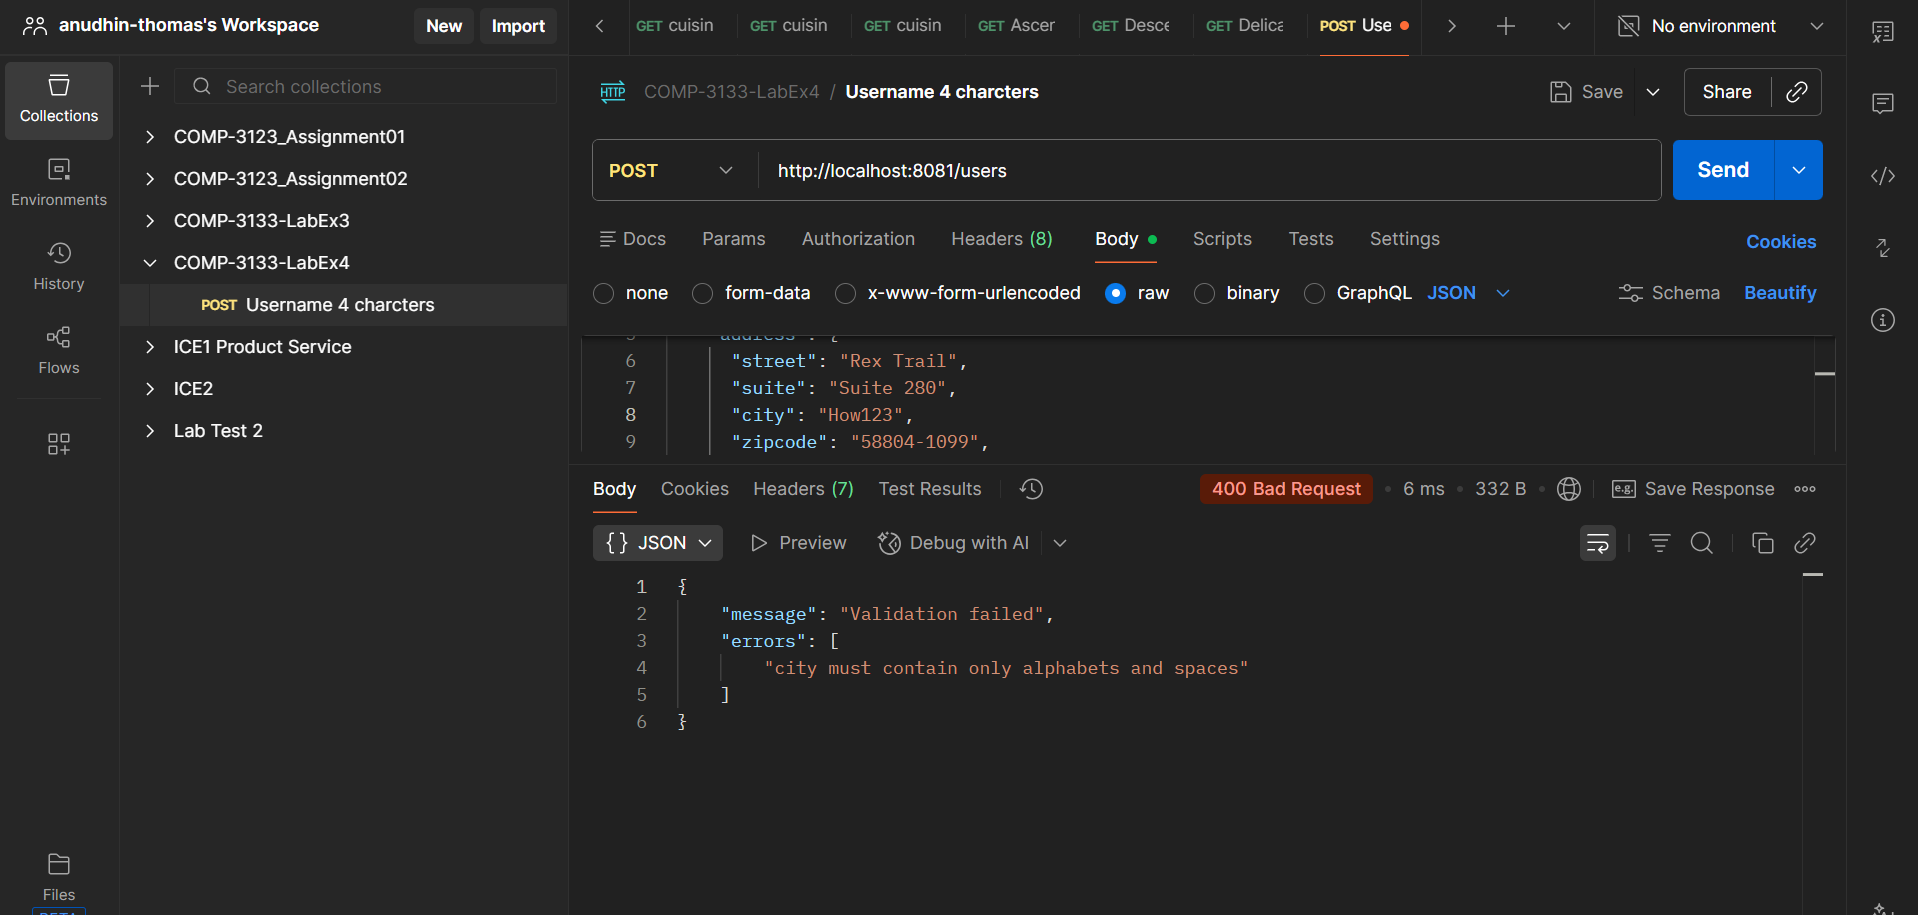 anudhin-thomas's Workspace
New
Import
GET cuisin
GET cuisin
GET cuisin
GET Ascer
GET Desce
GET Delica
POST Use
No environment
Collections
Environments
History
Flows
Files
BETA
Search collections
COMP-3123_Assignment01
COMP-3123_Assignment02
COMP-3133-LabEx3
COMP-3133-LabEx4
POST Username 4 charcters
ICE1 Product Service
ICE2
Lab Test 2
HTTP COMP-3133-LabEx4 / Username 4 charcters
Save
Share
POST http://localhost:8081/users
Send
Docs Params Authorization Headers (8) Body Scripts Tests Settings
Cookies
none form-data x-www-form-urlencoded raw binary GraphQL JSON
Schema Beautify
5 "address": {
6 "street": "Rex Trail",
7 "suite": "Suite 280",
8 "city": "How123",
9 "zipcode": "58804-1099",
Body Cookies Headers (7) Test Results
400 Bad Request • 6 ms • 332 B
e.g. Save Response
{} JSON Preview Debug with AI
1 {
2 "message": "Validation failed",
3 "errors": [
4 "city must contain only alphabets and spaces"
5 ]
6 }